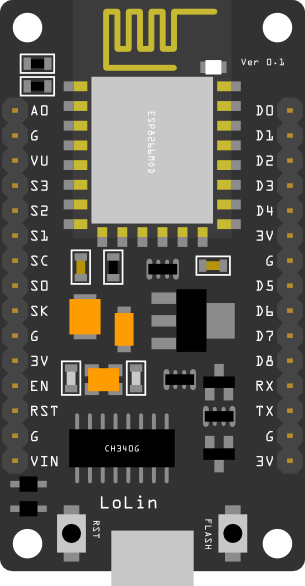 Ver 0.1
ESP8266MOD
A0 D0
G D1
VU D2
S3 D3
S2 D4
S1 3V
SC G
SO D5
SK D6
G D7
3V D8
EN RX
RST TX
G G
VIN 3V
CH340G
LoLin
RST
FLASH